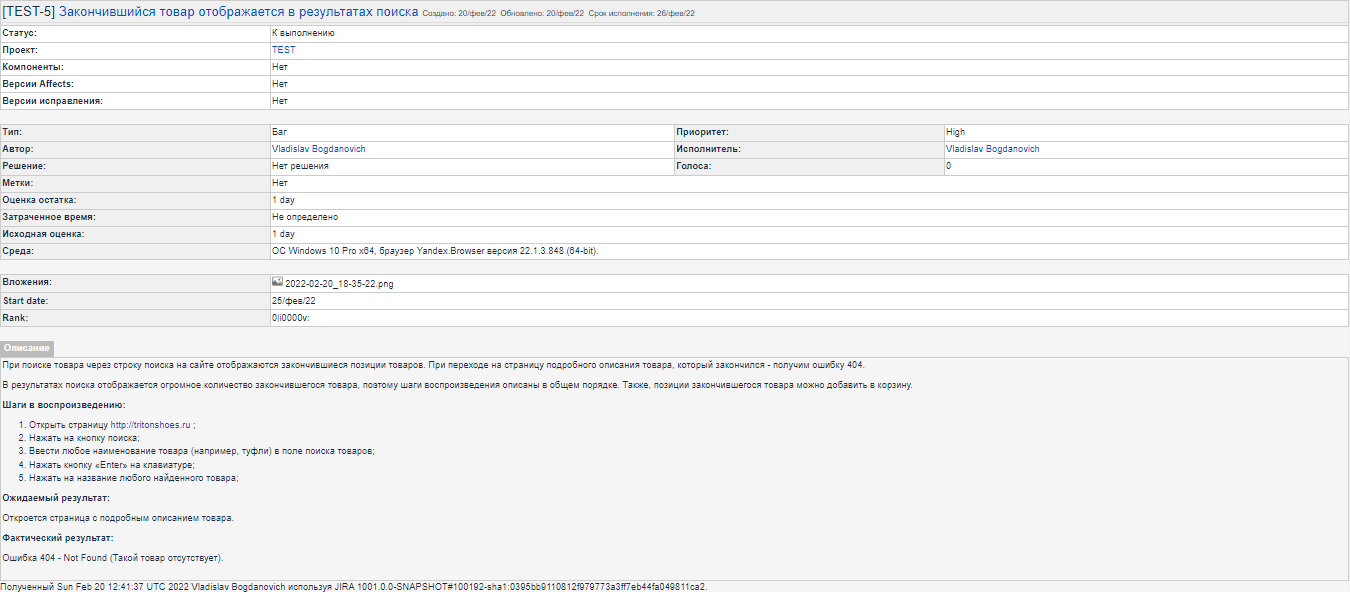 [TEST-5] Закончившийся товар отображается в результатах поиска Создано: 20/фев/22 Обновлено: 20/фев/22 Срок исполнения: 26/фев/22
Статус: К выполнению
Проект: TEST
Компоненты: Нет
Версии Affects: Нет
Версии исправления: Нет
Тип: Баг Приоритет: High
Автор: Vladislav Bogdanovich Исполнитель: Vladislav Bogdanovich
Решение: Нет решения Голоса: 0
Метки: Нет
Оценка остатка: 1 day
Затраченное время: Не определено
Исходная оценка: 1 day
Среда: ОС Windows 10 Pro x64, браузер Yandex.Browser версия 22.1.3.848 (64-bit).
Вложения: 2022-02-20_18-35-22.png
Start date: 25/фев/22
Rank: 0|i0000v:
Описание
При поиске товара через строку поиска на сайте отображаются закончившиеся позиции товаров. При переходе на страницу подробного описания товара, который закончился - получим ошибку 404.
В результатах поиска отображается огромное количество закончившегося товара, поэтому шаги воспроизведения описаны в общем порядке. Также, позиции закончившегося товара можно добавить в корзину.
Шаги в воспроизведению:
1. Открыть страницу http://tritonshoes.ru ;
2. Нажать на кнопку поиска;
3. Ввести любое наименование товара (например, туфли) в поле поиска товаров;
4. Нажать кнопку «Enter» на клавиатуре;
5. Нажать на название любого найденного товара;
Ожидаемый результат:
Откроется страница с подробным описанием товара.
Фактический результат:
Ошибка 404 - Not Found (Такой товар отсутствует).
Полученный Sun Feb 20 12:41:37 UTC 2022 Vladislav Bogdanovich используя JIRA 1001.0.0-SNAPSHOT#100192-sha1:0395bb9110812f979773a3ff7eb44fa049811ca2.